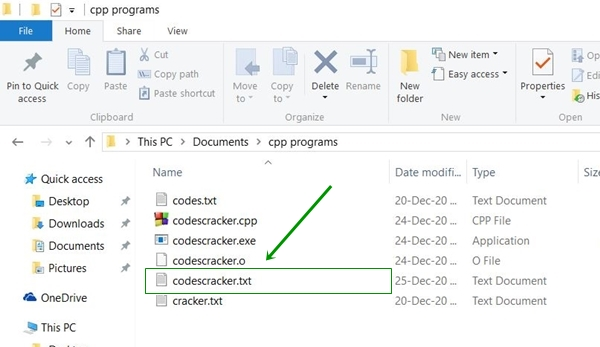 cpp programs
File Home Share View
Pin to Quick access
Copy
Paste
Cut
Copy path
Paste shortcut
Clipboard
Move to
Copy to
Delete
Rename
Organize
New folder
New item
Easy access
New
Properties
Open
Edit
His
Open
This PC Documents cpp programs
Name Date modifi... Type Siz
Quick access
Desktop
Downloads
Documents
Pictures
OneDrive
This PC
Desktop
codes.txt 20-Dec-20 ... Text Document
codescracker.cpp 24-Dec-20 ... CPP File
codescracker.exe 24-Dec-20 ... Application
codescracker.o 24-Dec-20 ... O File
codescracker.txt 25-Dec-20 ... Text Document
cracker.txt 20-Dec-20 ... Text Document